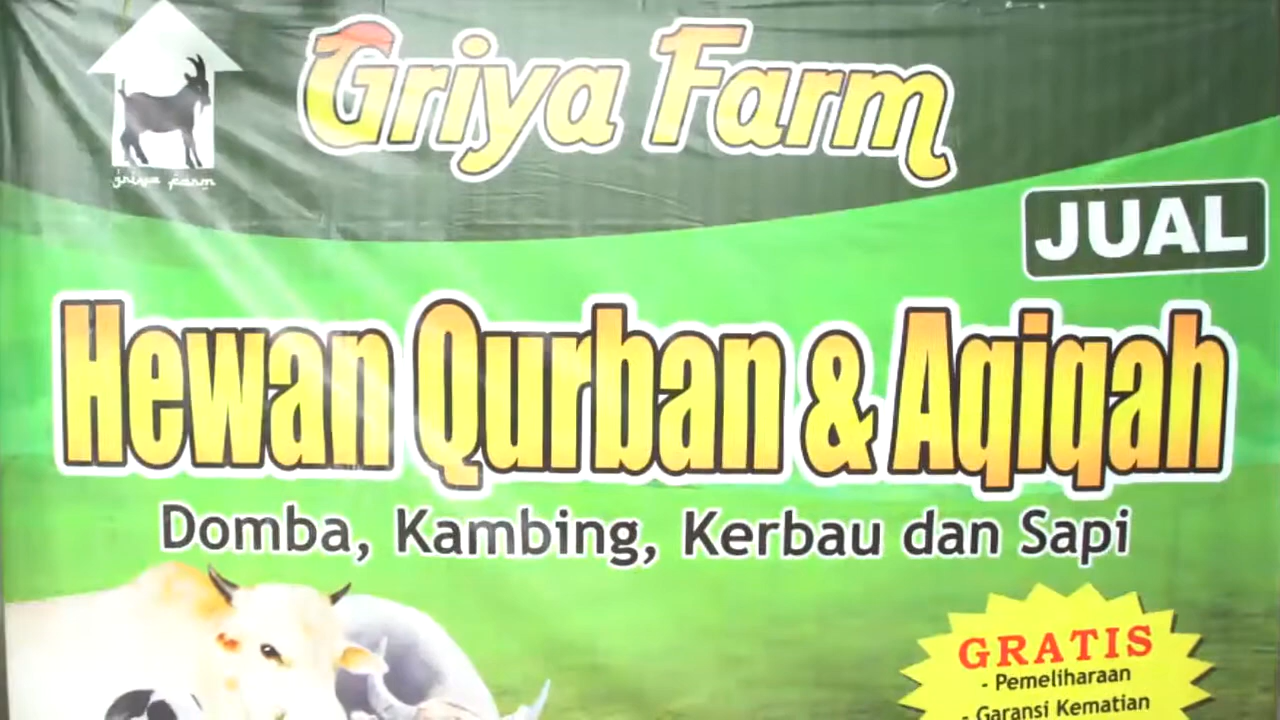 Griya Farm
griya farm
JUAL
Hewan Qurban & Aqiqah
Domba, Kambing, Kerbau dan Sapi
GRATIS
- Pemeliharaan
- Garansi Kematian